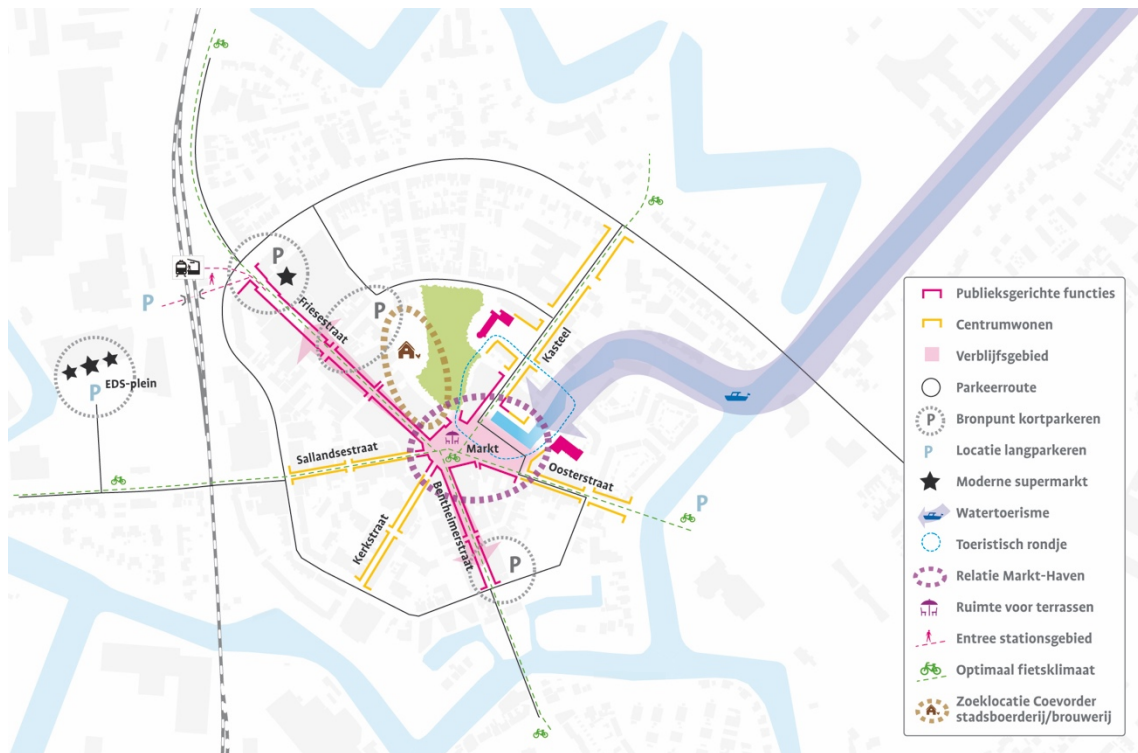 P
Friesestraat
P
P
P
EDS-plein
Kasteel
Markt
Sallandsestraat
Oosterstraat
P
Kerkstraat
Bentheimerstraat
P
Publieksgerichte functies
Centrumwonen
Verblijfsgebied
Parkeerroute
P Bronpunt kortparkeren
P Locatie langparkeren
Moderne supermarkt
Watertoerisme
Toeristisch rondje
Relatie Markt-Haven
Ruimte voor terrassen
Entree stationsgebied
Optimaal fietsklimaat
Zoeklocatie Coevorder
stadsboerderij/brouwerij